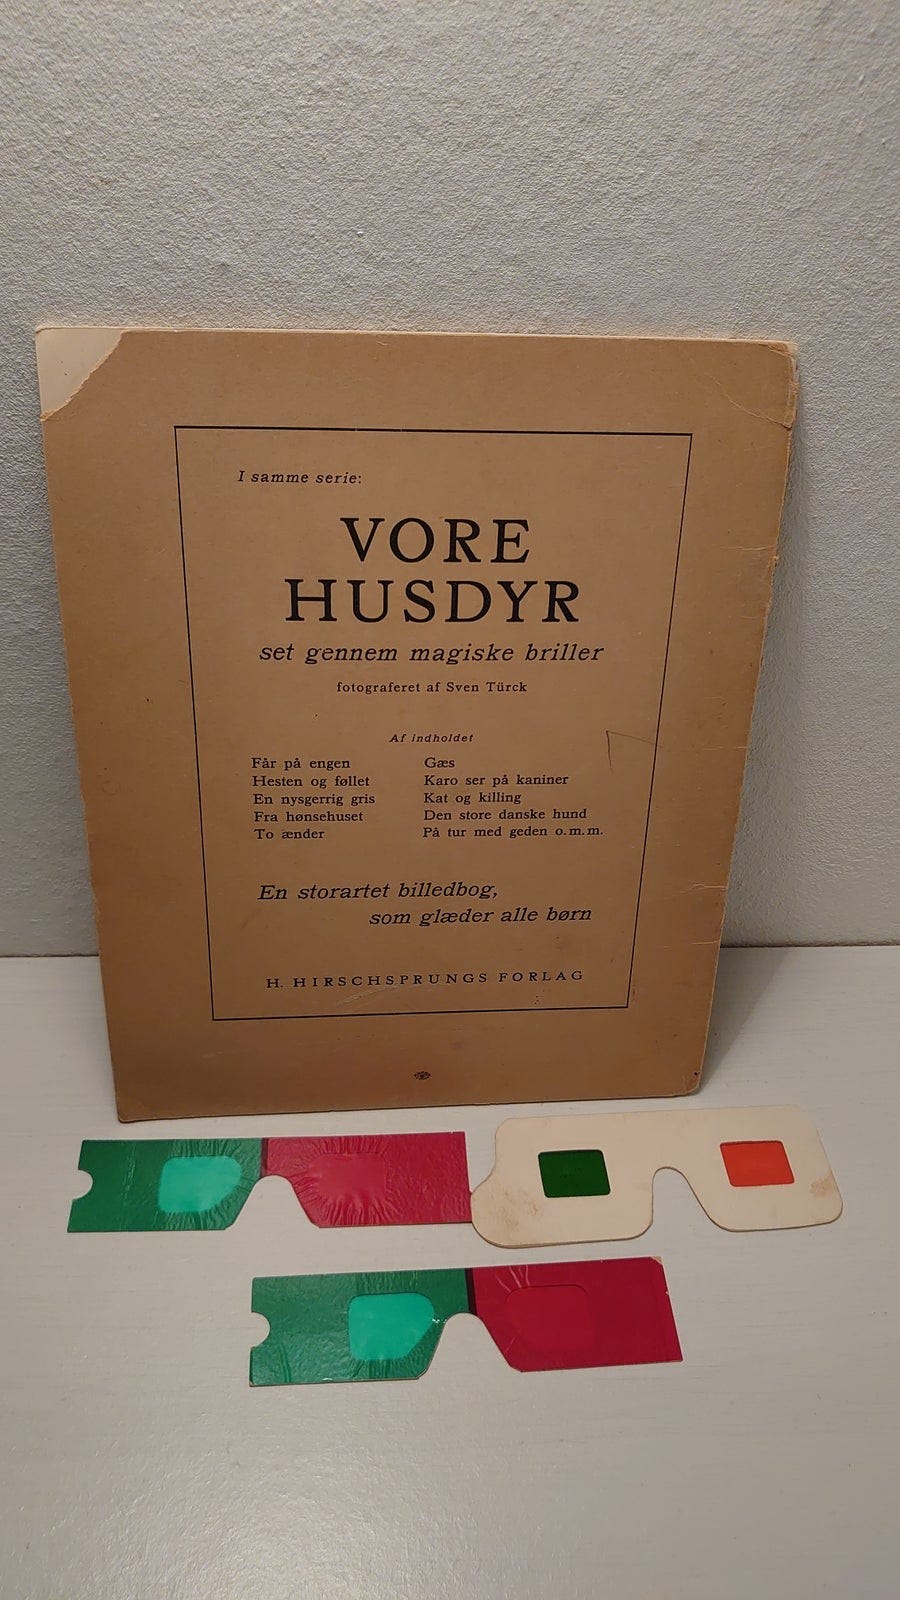 I samme serie:
VORE
HUSDYR
set gennem magiske briller
fotograferet af Sven Türck
Af indholdet
Får på engen
Hesten og føllet
En nysgerrig gris
Fra hønsehuset
To ænder
Gæs
Karo ser på kaniner
Kat og killing
Den store danske hund
På tur med geden o.m.m.
En storartet billedbog,
som glæder alle børn
H. HIRSCHSPRUNGS FORLAG